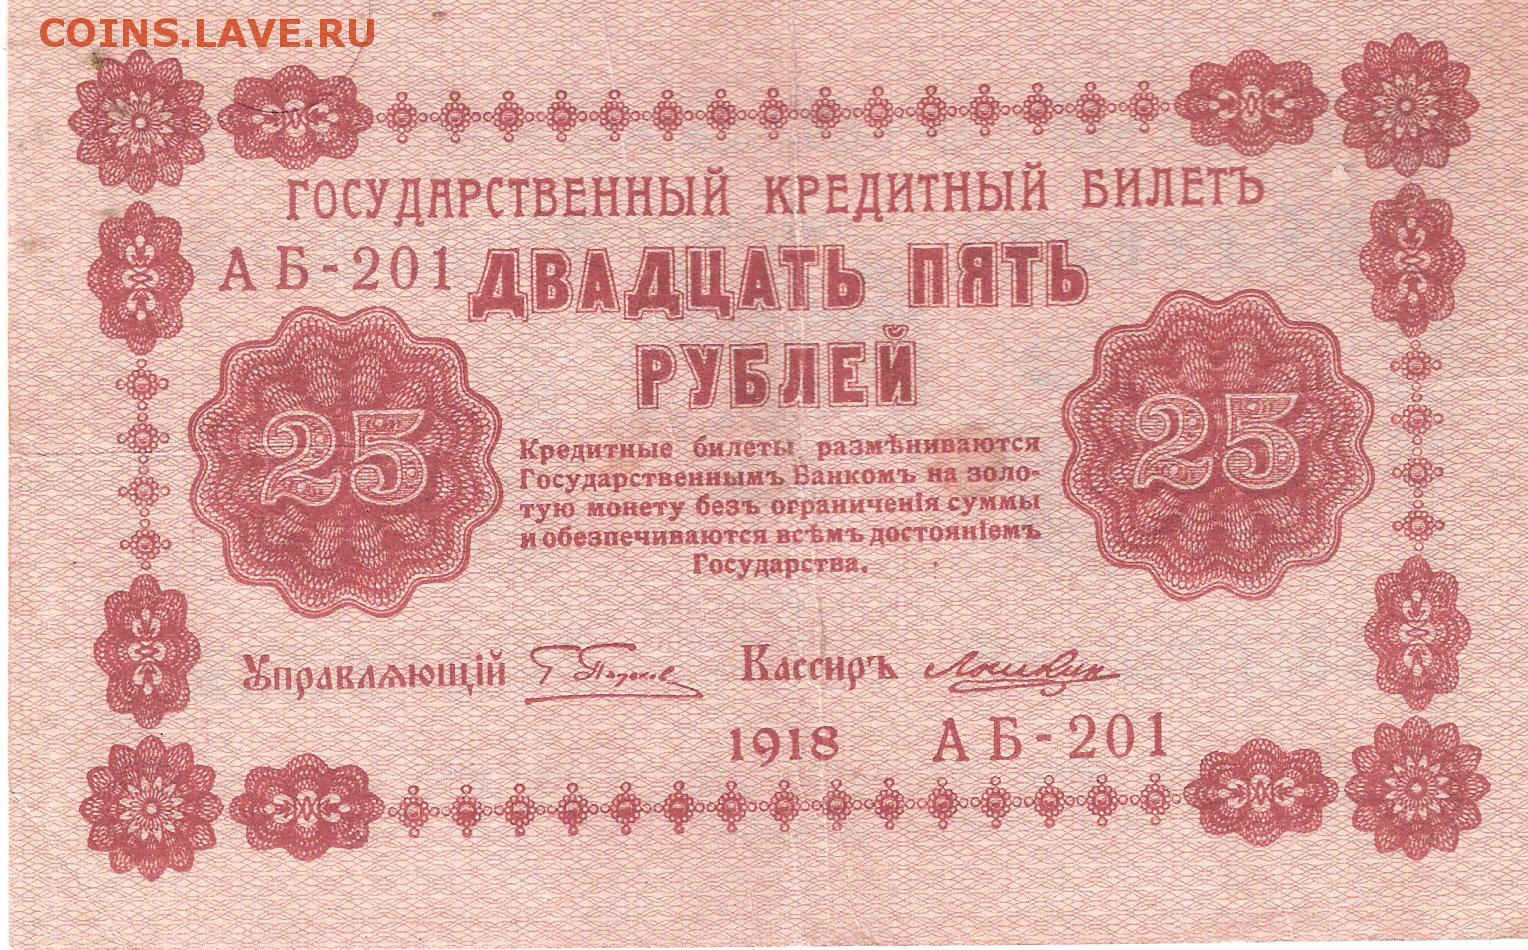 COINS.LAVE.RU
ГОСУДАРСТВЕННЫЙ КРЕДИТНЫЙ БИЛЕТЪ
АБ-201 ДВАДЦАТЬ ПЯТЬ
РУБЛЕЙ
25 25
Кредитные билеты размѣниваются
Государственнымъ Банкомъ на золо-
тую монету безъ ограниченія суммы
и обезпечиваются всѣмъ достояніемъ
Государства.
Управляющій Г. Пятаков Кассиръ
1918 АБ-201